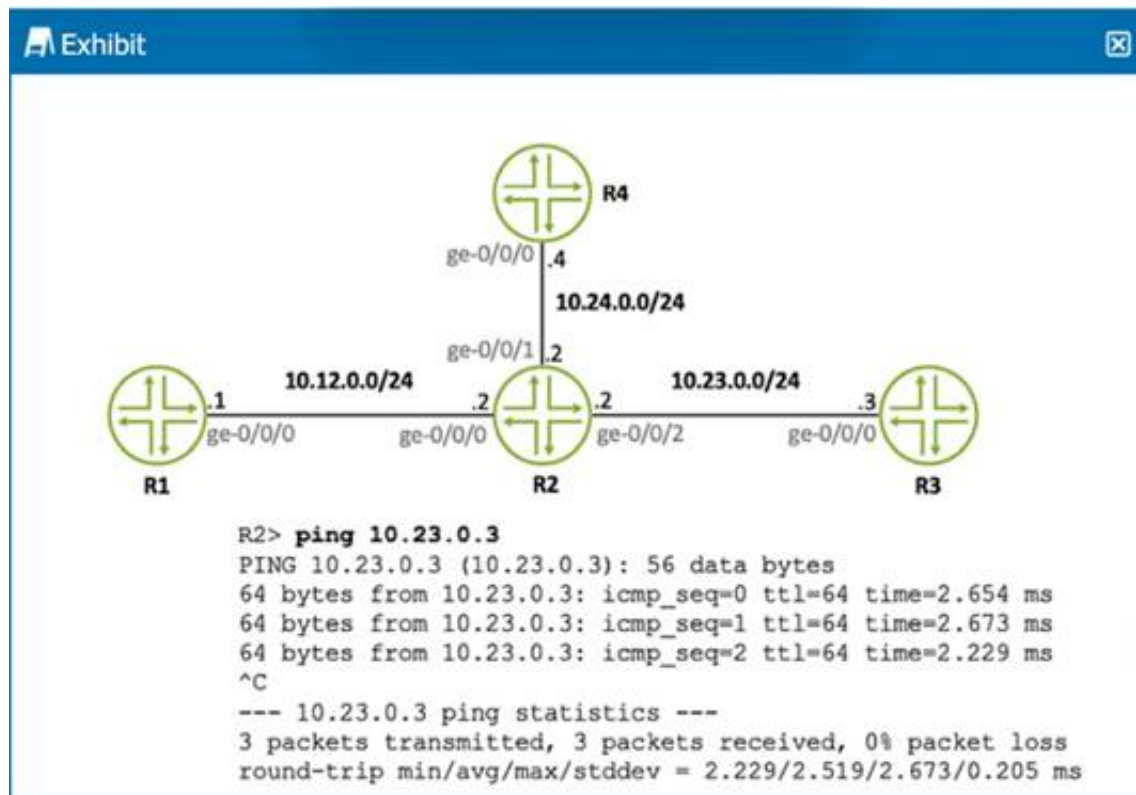 Exhibit
R4
ge-0/0/0 .4
10.24.0.0/24
ge-0/0/1 .2
10.12.0.0/24 10.23.0.0/24
.1 .2 .2 .3
ge-0/0/0 ge-0/0/0 ge-0/0/2 ge-0/0/0
R1 R2 R3
R2> ping 10.23.0.3
PING 10.23.0.3 (10.23.0.3): 56 data bytes
64 bytes from 10.23.0.3: icmp_seq=0 ttl=64 time=2.654 ms
64 bytes from 10.23.0.3: icmp_seq=1 ttl=64 time=2.673 ms
64 bytes from 10.23.0.3: icmp_seq=2 ttl=64 time=2.229 ms
^C
--- 10.23.0.3 ping statistics ---
3 packets transmitted, 3 packets received, 0% packet loss
round-trip min/avg/max/stddev = 2.229/2.519/2.673/0.205 ms